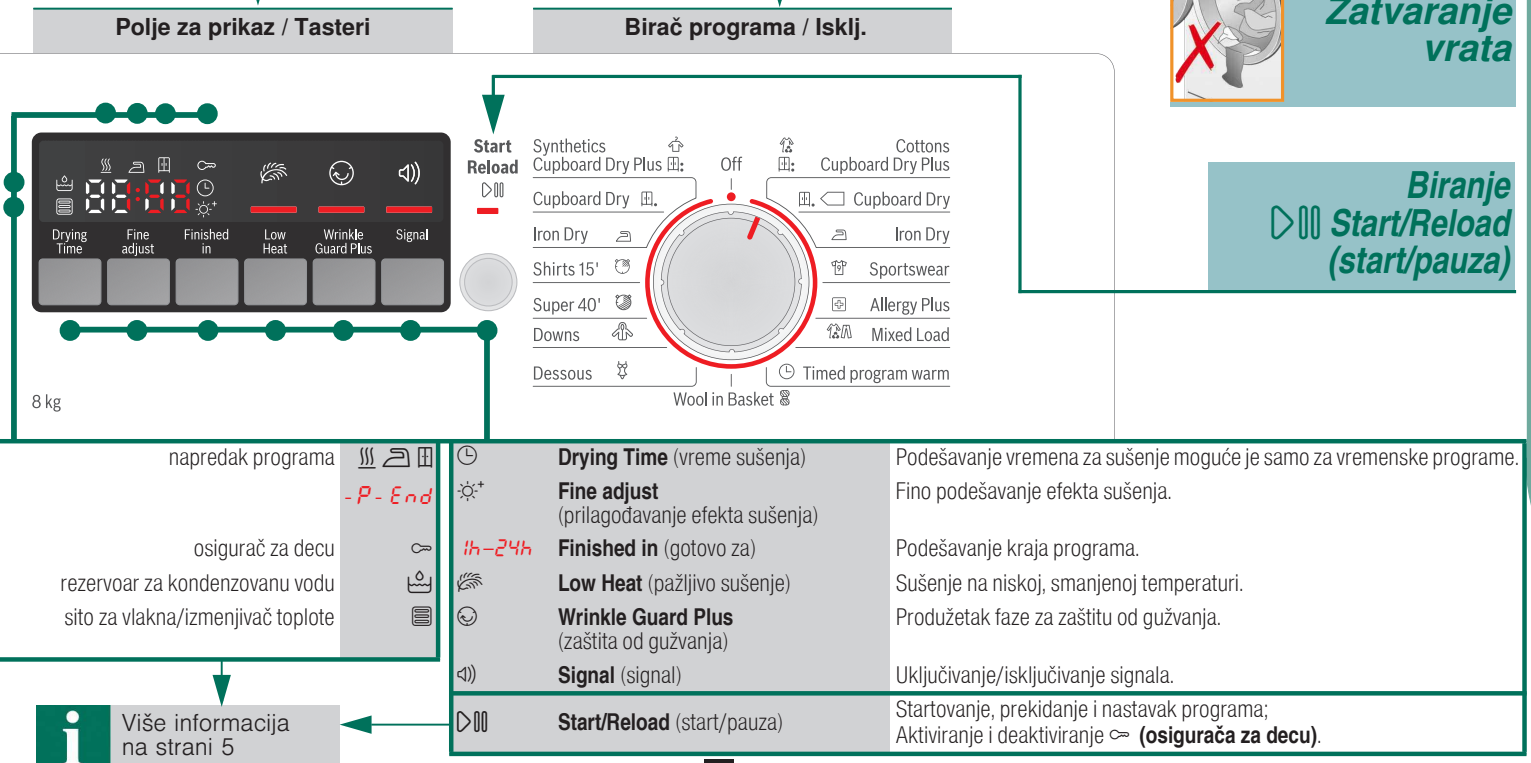 Polje za prikaz / Tasteri
Birač programa / Isklj.
Zatvaranje
vrata
Start
Reload
Synthetics
Cupboard Dry Plus
Cupboard Dry
Iron Dry
Shirts 15'
Super 40'
Downs
Dessous
Off
Wool in Basket
Cottons
Cupboard Dry Plus
Cupboard Dry
Iron Dry
Sportswear
Allergy Plus
Mixed Load
Timed program warm
Biranje
Start/Reload
(start/pauza)
88:88
Drying
Time
Fine
adjust
Finished
in
Low
Heat
Wrinkle
Guard Plus
Signal
8 kg
napredak programa
-P- End
osigurač za decu
rezervoar za kondenzovanu vodu
sito za vlakna/izmenjivač toplote
Drying Time (vreme sušenja) Podešavanje vremena za sušenje moguće je samo za vremenske programe.
Fine adjust Fino podešavanje efekta sušenja.
(prilagođavanje efekta sušenja)
1h-24h Finished in (gotovo za) Podešavanje kraja programa.
Low Heat (pažljivo sušenje) Sušenje na niskoj, smanjenoj temperaturi.
Wrinkle Guard Plus Produžetak faze za zaštitu od gužvanja.
(zaštita od gužvanja)
Signal (signal) Uključivanje/isključivanje signala.
Start/Reload (start/pauza) Startovanje, prekidanje i nastavak programa;
Aktiviranje i deaktiviranje (osigurača za decu).
i
Više informacija
na strani 5